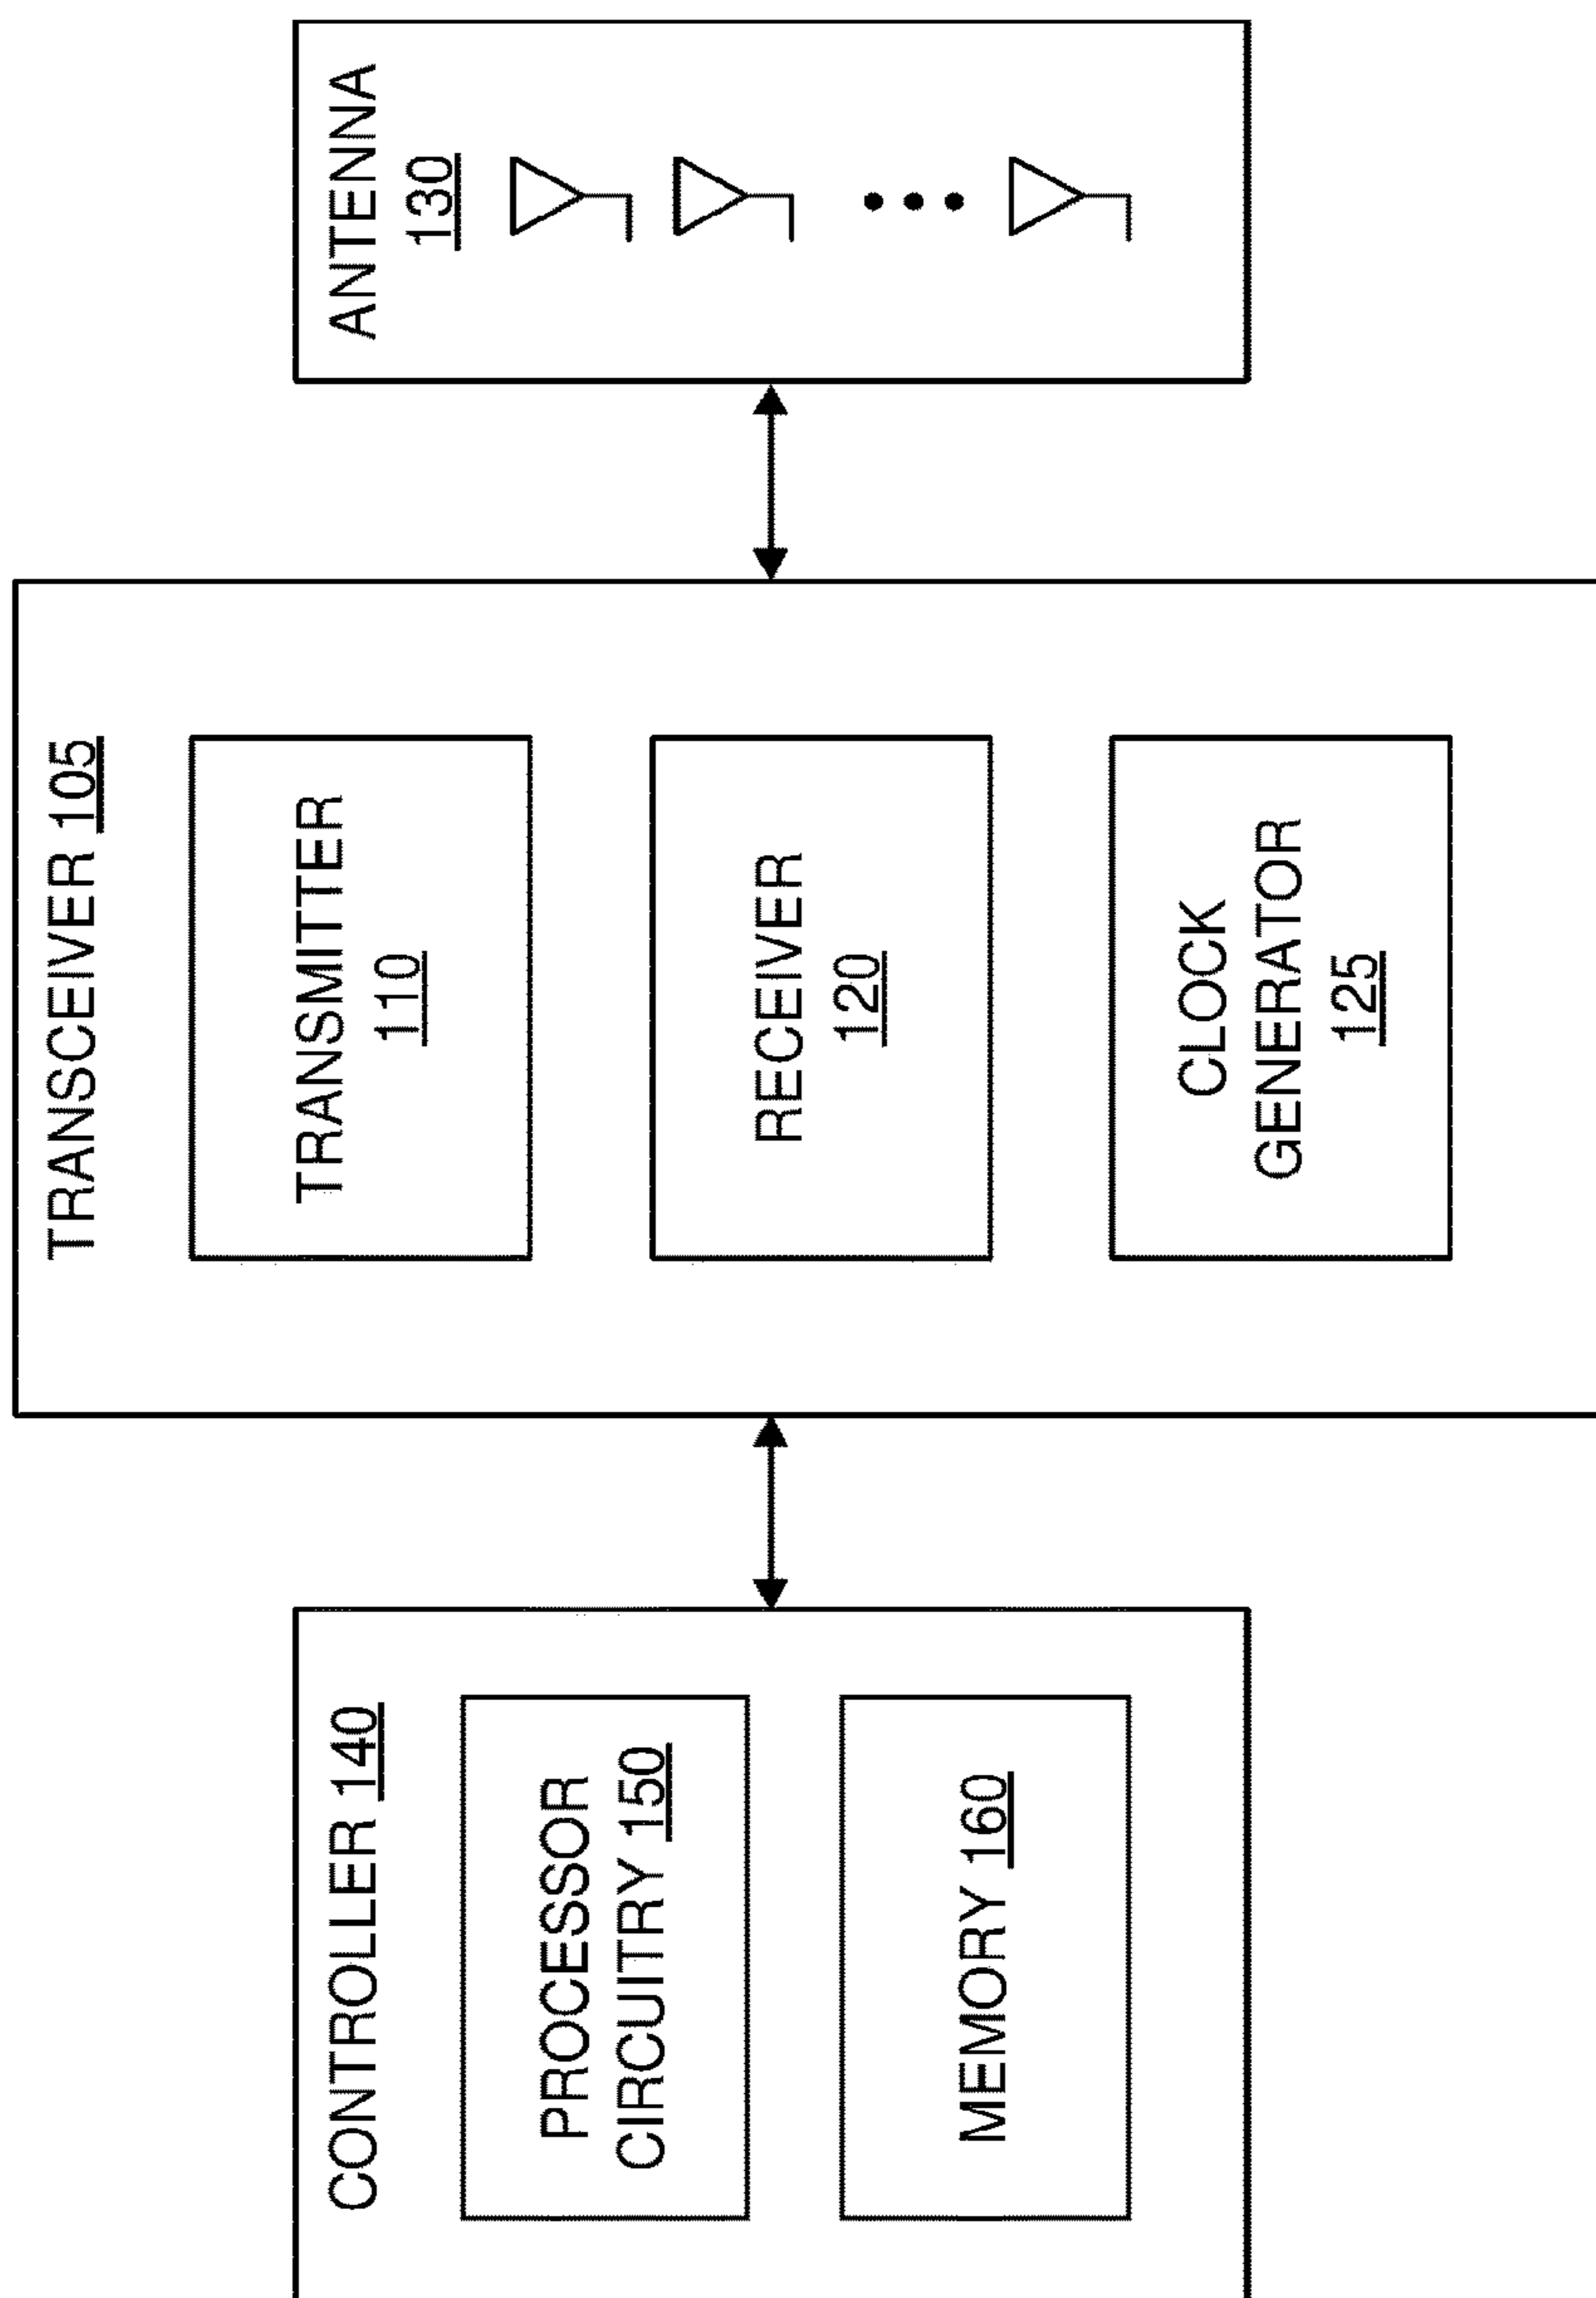 CONTROLLER 140
PROCESSOR
CIRCUITRY 150
MEMORY 160
TRANSCEIVER 105
TRANSMITTER
110
RECEIVER
120
CLOCK
GENERATOR
125
ANTENNA
130